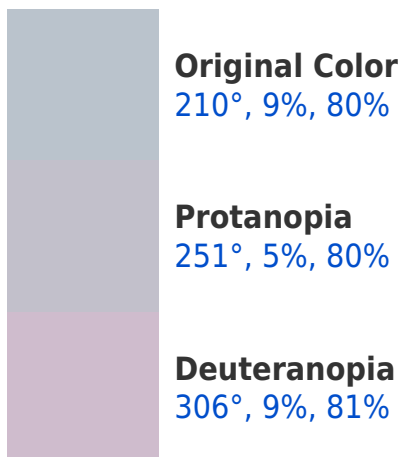 Original Color
210°, 9%, 80%
Protanopia
251°, 5%, 80%
Deuteranopia
306°, 9%, 81%